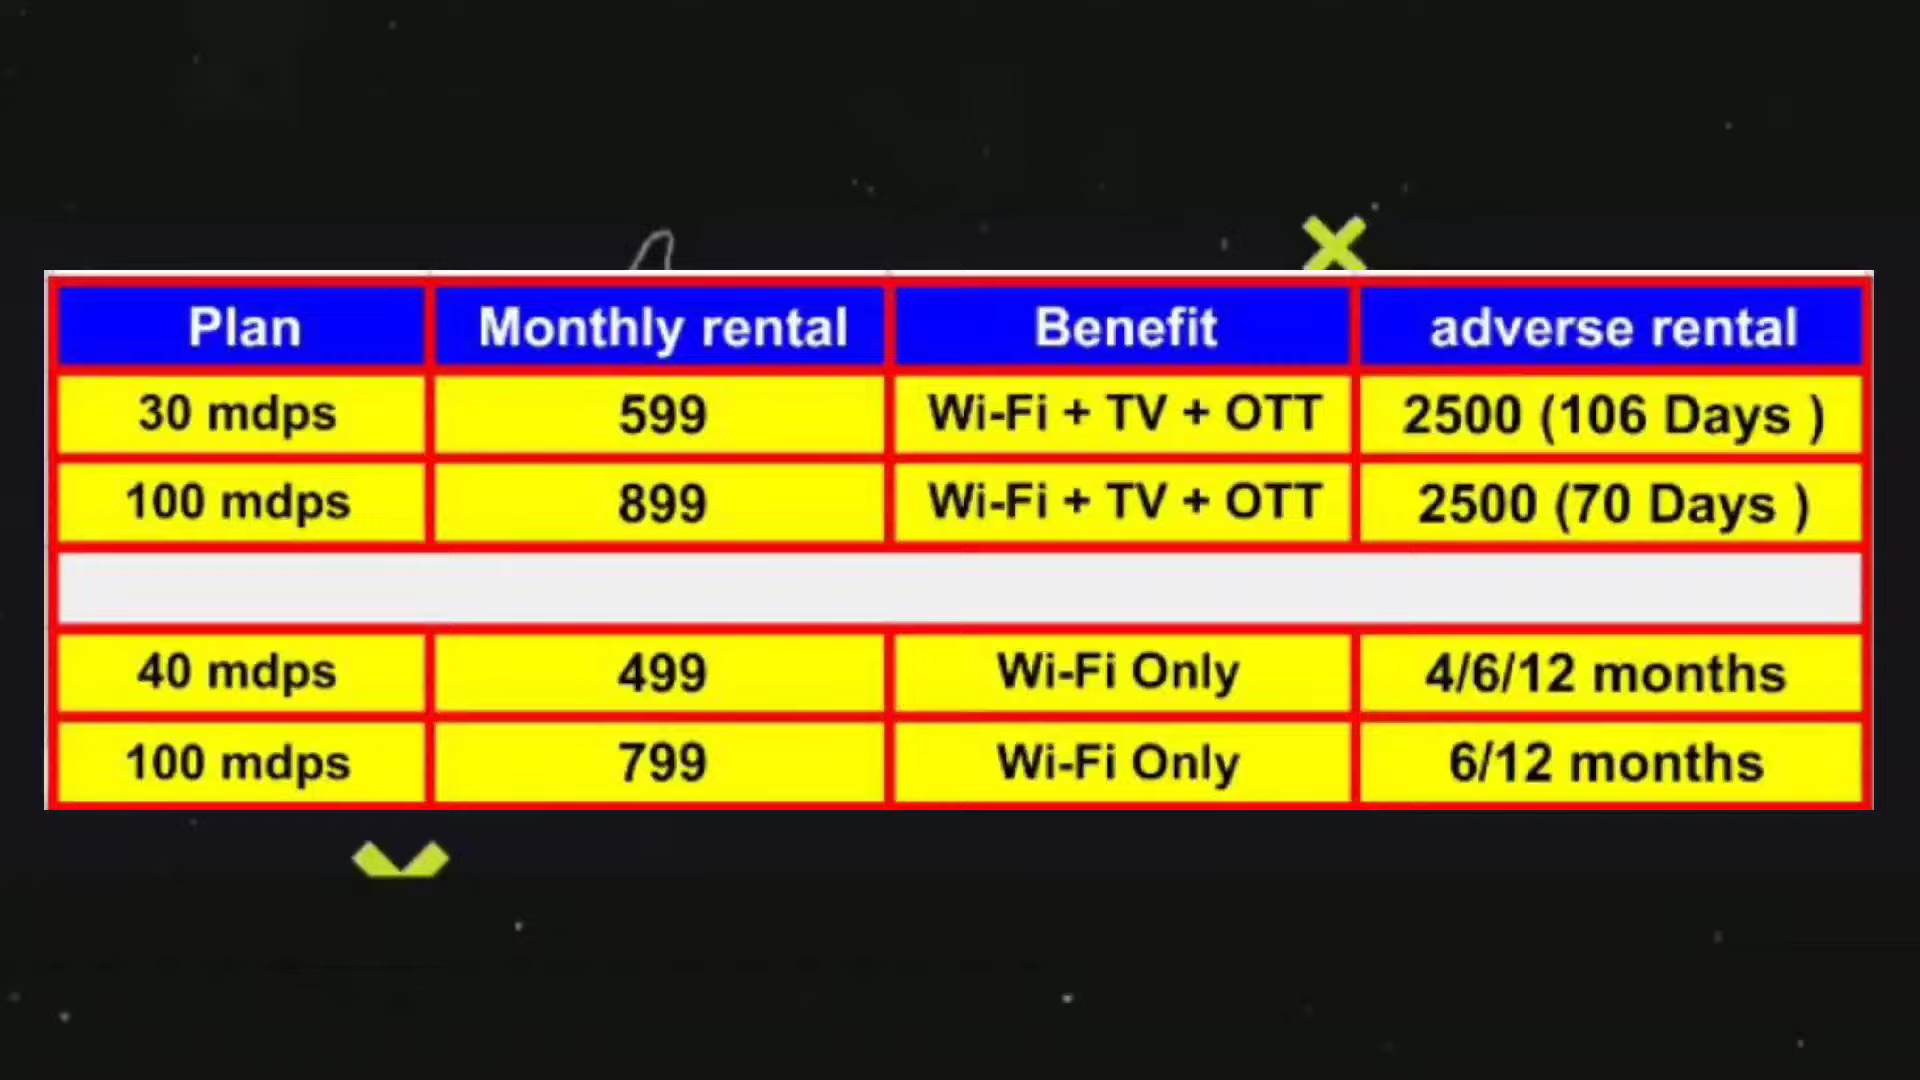 Plan Monthly rental Benefit adverse rental
30 mdps 599 Wi-Fi + TV + OTT 2500 (106 Days )
100 mdps 899 Wi-Fi + TV + OTT 2500 (70 Days )
40 mdps 499 Wi-Fi Only 4/6/12 months
100 mdps 799 Wi-Fi Only 6/12 months